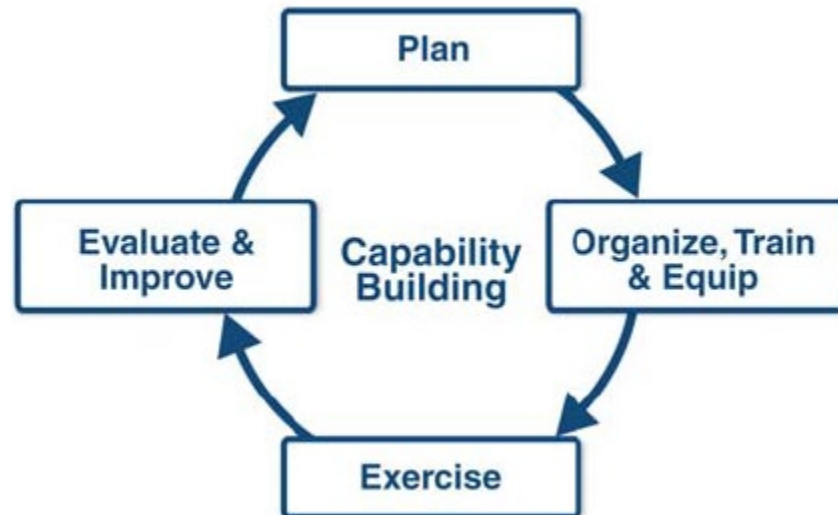 Plan
Evaluate &
Improve
Capability
Building
Organize, Train
& Equip
Exercise